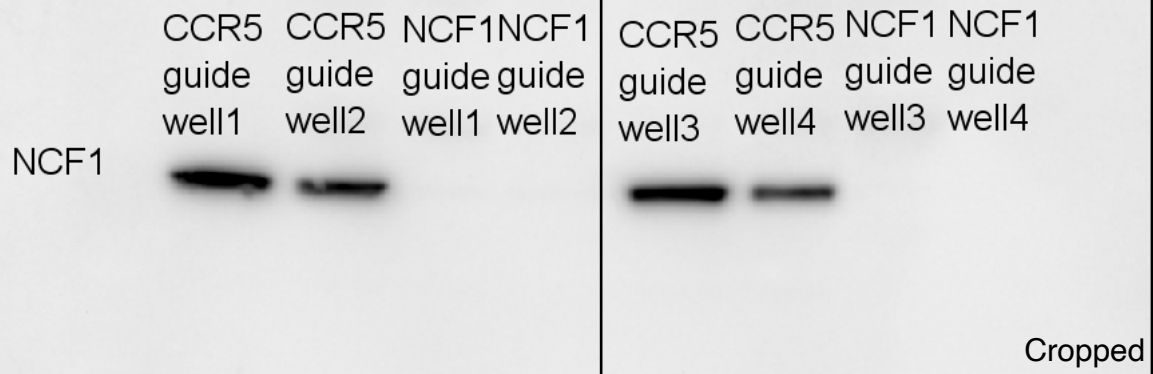 CCR5 CCR5 NCF1 NCF1 CCR5 CCR5 NCF1 NCF1
guide guide guide guide guide guide guide guide
well1 well2 well1 well2 well3 well4 well3 well4
NCF1
Cropped